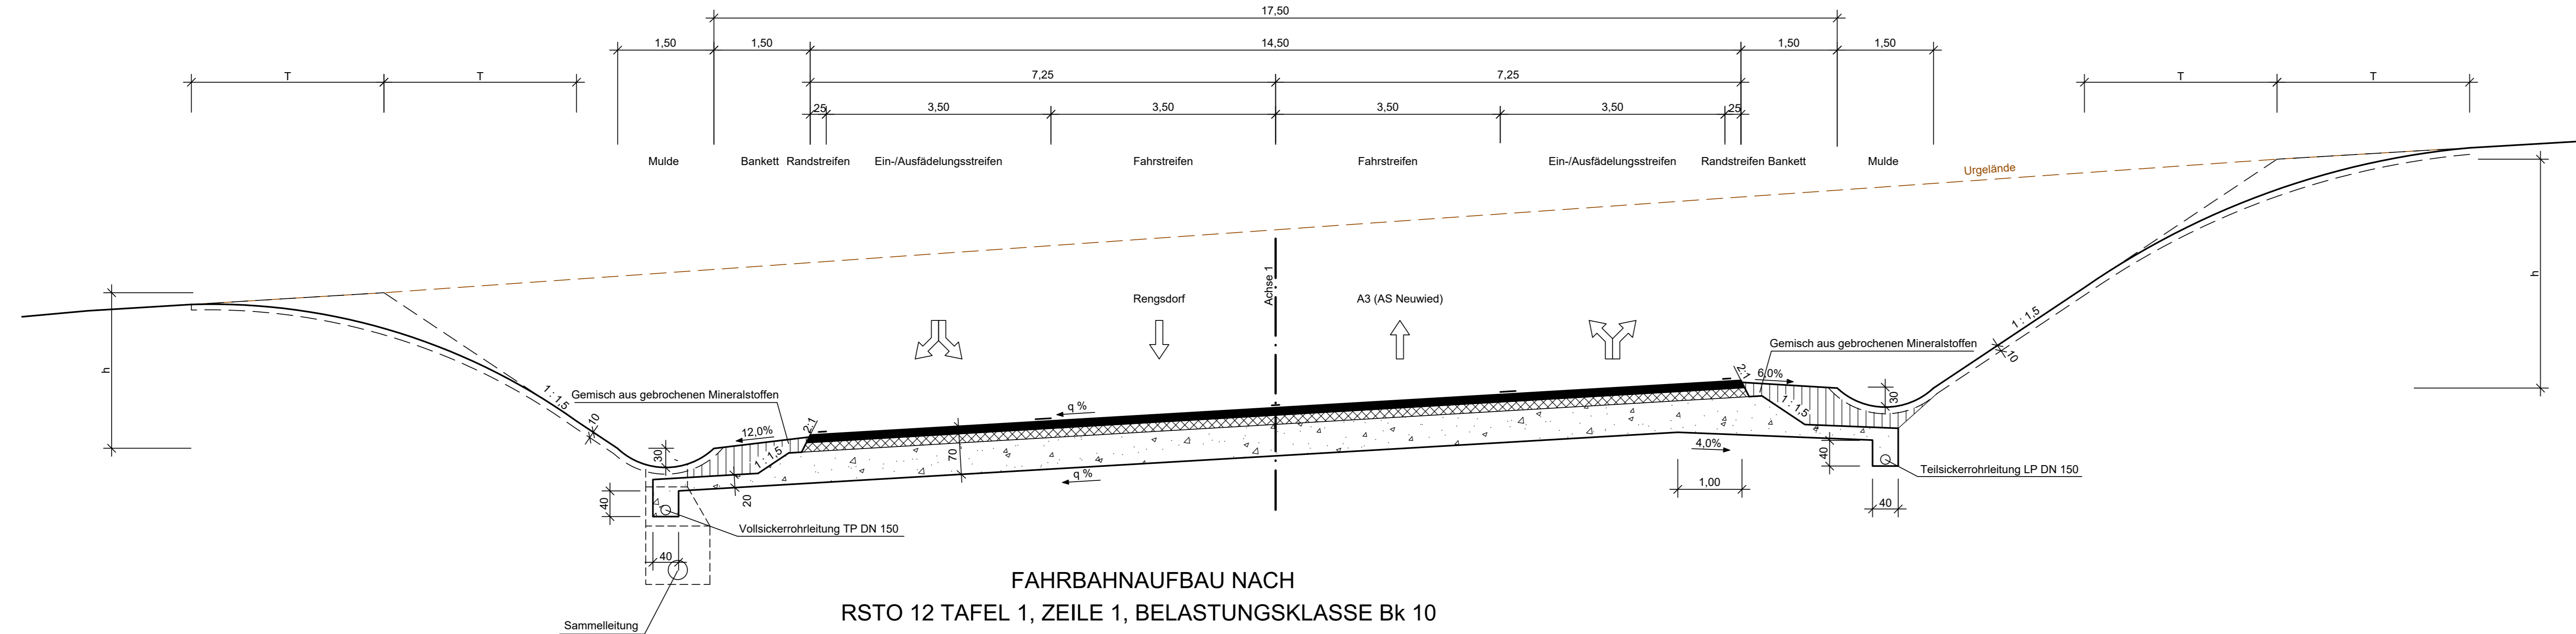 17,50
1,50 1,50 14,50 1,50 1,50
T T 7,25 7,25 T T
25 3,50 3,50 3,50 3,50 25
Mulde Bankett Randstreifen Ein-/Ausfädelungsstreifen Fahrstreifen Fahrstreifen Ein-/Ausfädelungsstreifen Randstreifen Bankett Mulde
Urgelände
Achse 1
Rengsdorf A3 (AS Neuwied)
h
h
1 : 1,5
10
1 : 1,5
10
Gemisch aus gebrochenen Mineralstoffen
Gemisch aus gebrochenen Mineralstoffen
2:1
6,0%
30
1 : 1,5
q %
2:1
12,0%
30
1 : 1,5
70
20
q %
4,0%
40
1,00
40
Teilsickerrohrleitung LP DN 150
40
Vollsickerrohrleitung TP DN 150
40
Sammelleitung
FAHRBAHNAUFBAU NACH
RSTO 12 TAFEL 1, ZEILE 1, BELASTUNGSKLASSE Bk 10